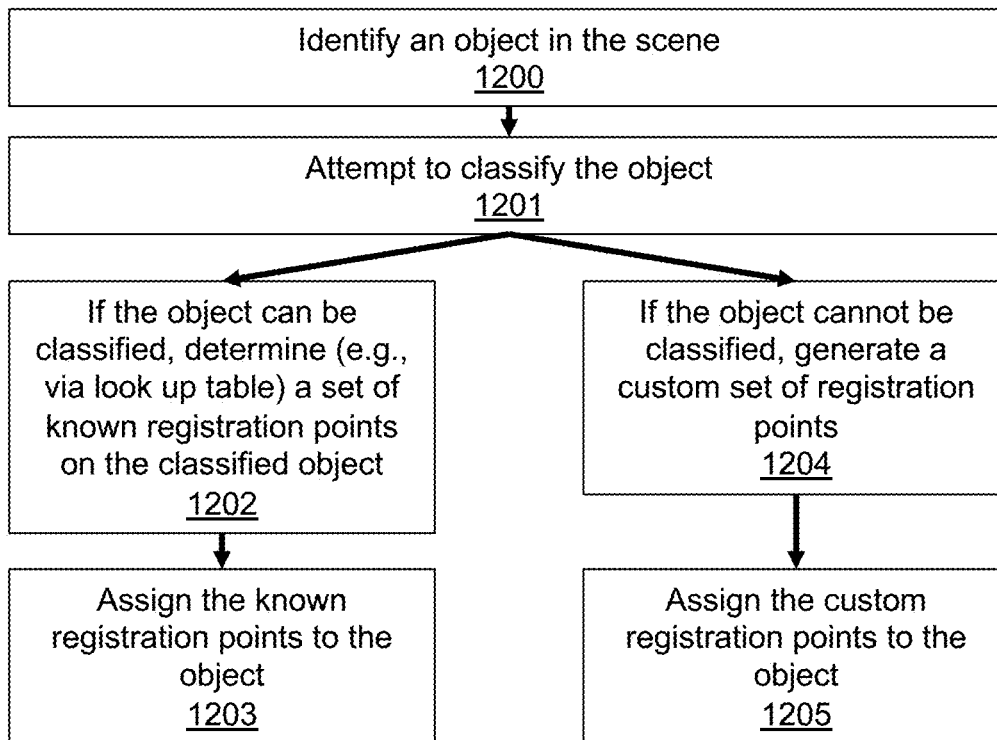 Identify an object in the scene
1200
Attempt to classify the object
1201
If the object can be
classified, determine (e.g.,
via look up table) a set of
known registration points
on the classified object
1202
If the object cannot be
classified, generate a
custom set of registration
points
1204
Assign the known
registration points to the
object
1203
Assign the custom
registration points to the
object
1205